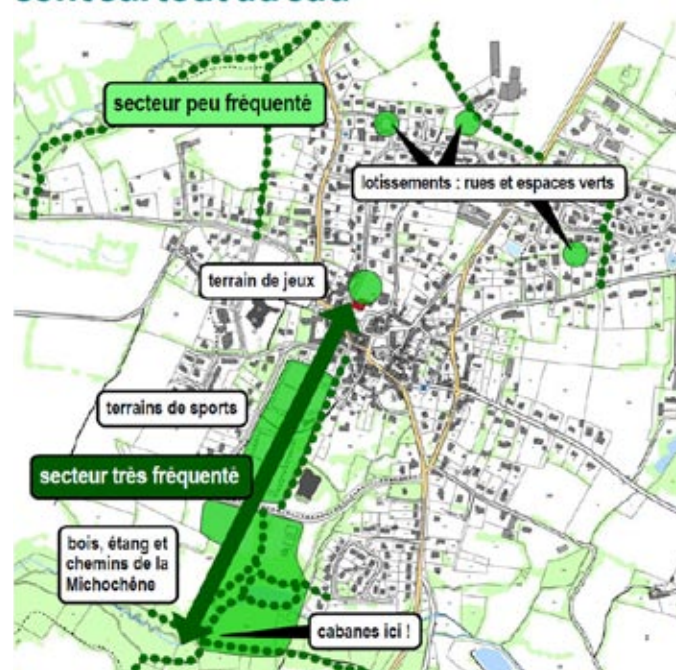 secteur peu fréquenté
lotissements : rues et espaces verts
terrain de jeux
terrains de sports
secteur très fréquenté
bois, étang et
chemins de la
Michochêne
cabanes ici !